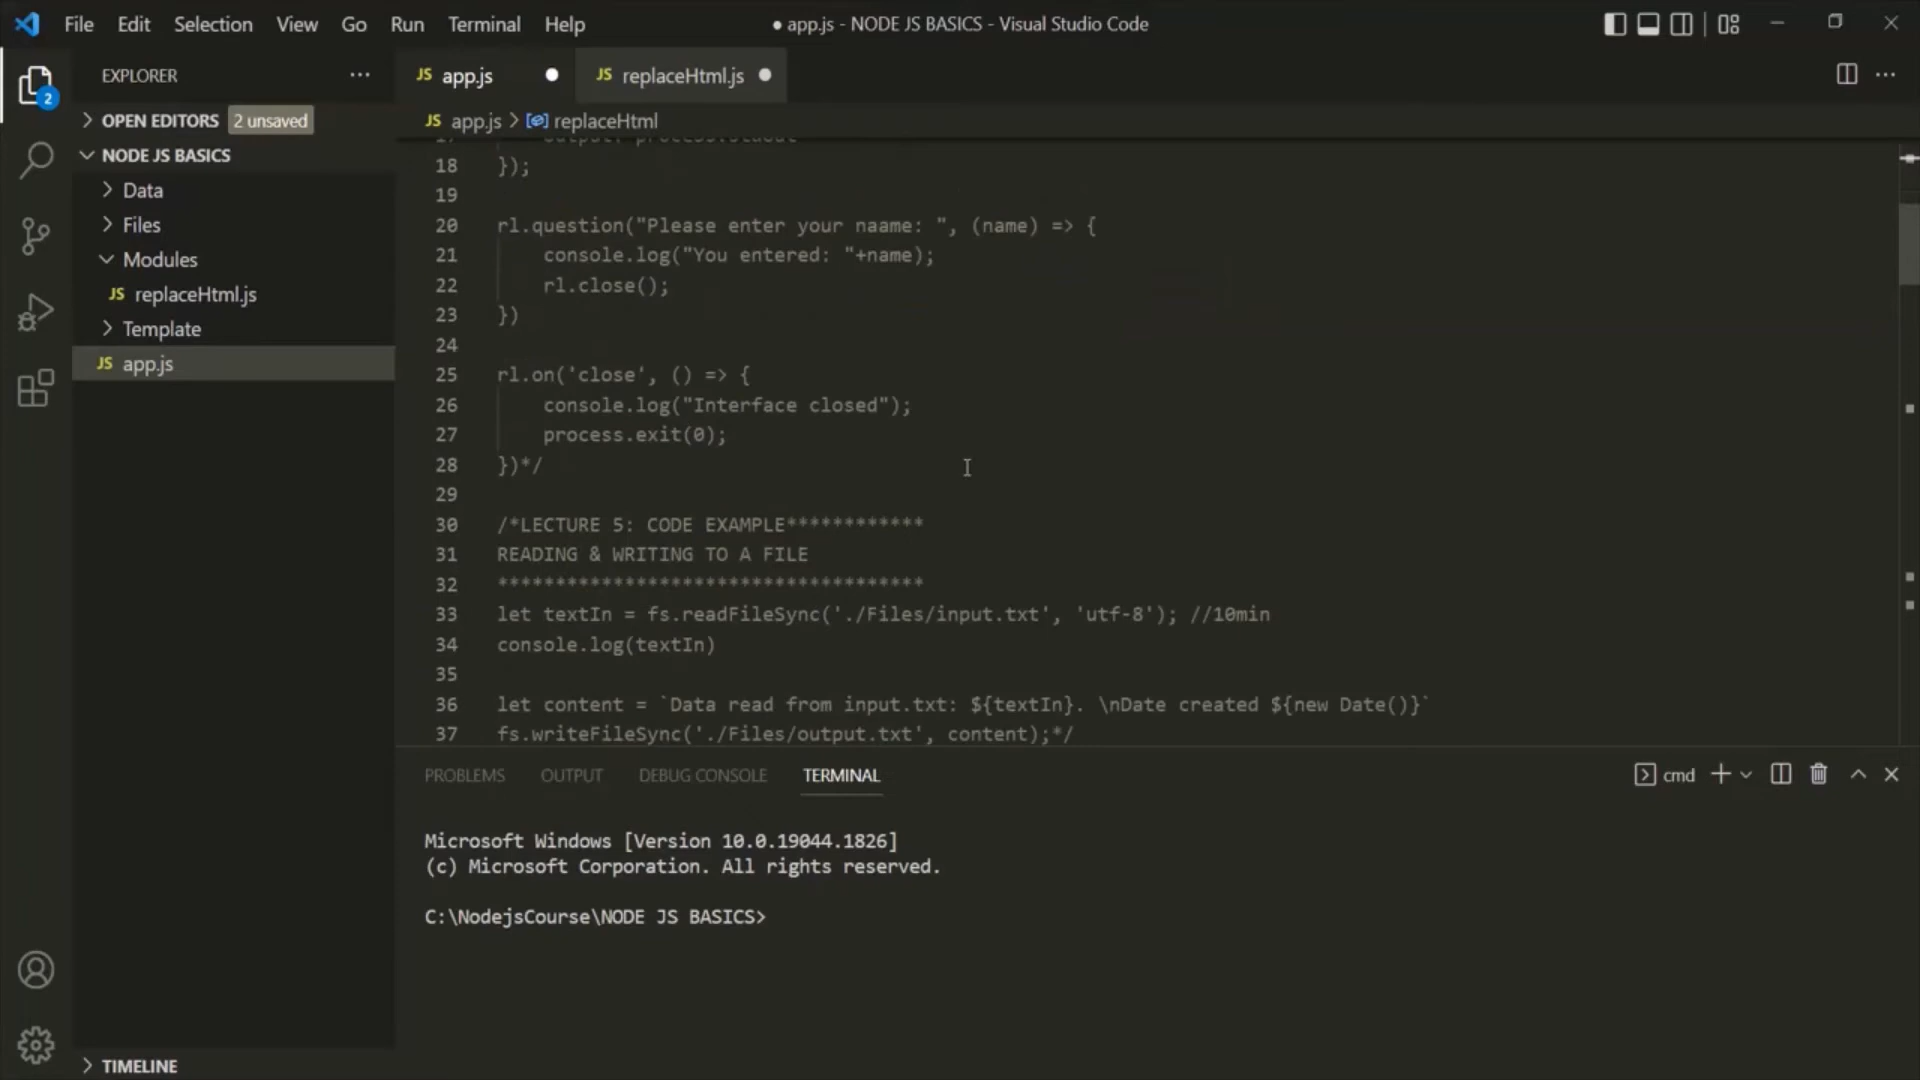 File Edit Selection View Go Run Terminal Help
● app.js - NODE JS BASICS - Visual Studio Code
EXPLORER
JS app.js
JS replaceHtml.js
OPEN EDITORS 2 unsaved
JS app.js > replaceHtml
2
NODE JS BASICS
Data
Files
Modules
JS replaceHtml.js
Template
JS app.js
18 });
19
20 rl.question("Please enter your naame: ", (name) => {
21 console.log("You entered: "+name);
22 rl.close();
23 })
24
25 rl.on('close', () => {
26 console.log("Interface closed");
27 process.exit(0);
28 })*/
29
30 /*LECTURE 5: CODE EXAMPLE************
31 READING & WRITING TO A FILE
32 *************************************
33 let textIn = fs.readFileSync('./Files/input.txt', 'utf-8'); //10min
34 console.log(textIn)
35
36 let content = `Data read from input.txt: ${textIn}. \nDate created ${new Date()}`
37 fs.writeFileSync('./Files/output.txt', content);*/
PROBLEMS OUTPUT DEBUG CONSOLE TERMINAL
cmd
Microsoft Windows [Version 10.0.19044.1826]
(c) Microsoft Corporation. All rights reserved.
C:\NodejsCourse\NODE JS BASICS>
TIMELINE